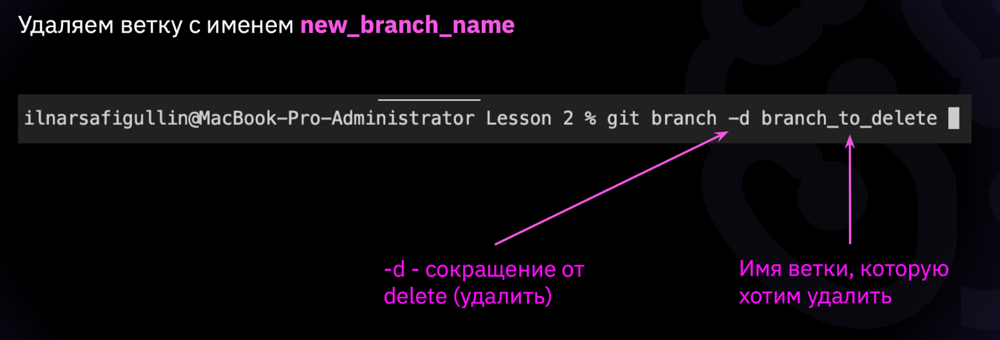 Удаляем ветку с именем new_branch_name
ilnarsafigullin@MacBook-Pro-Administrator Lesson 2 % git branch -d branch_to_delete
-d - сокращение от
delete (удалить)
Имя ветки, которую
хотим удалить